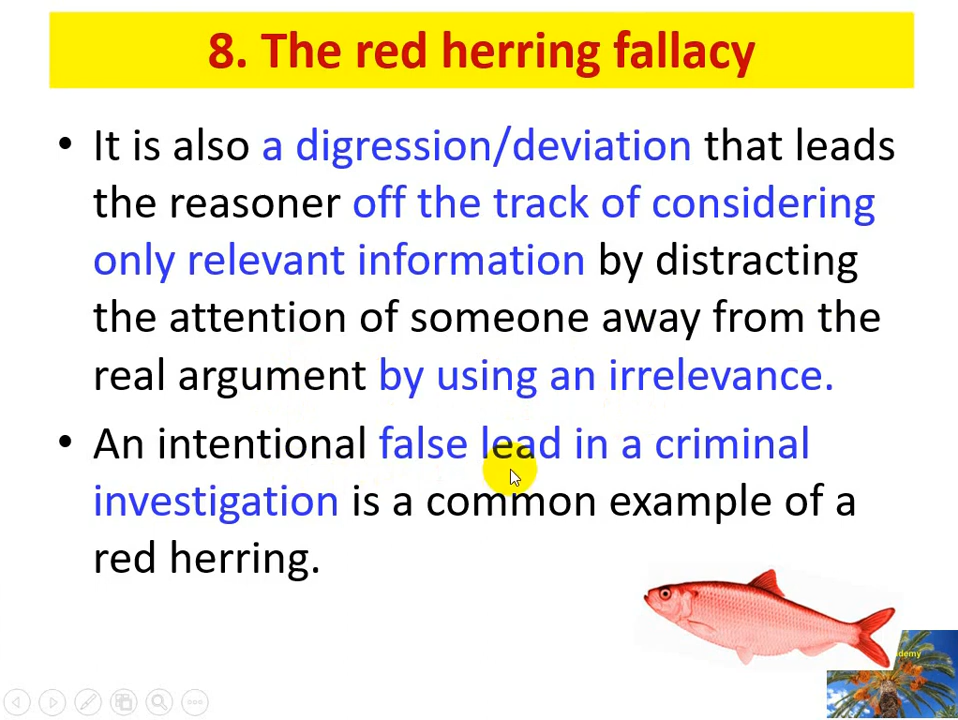 8. The red herring fallacy
• It is also a digression/deviation that leads
the reasoner off the track of considering
only relevant information by distracting
the attention of someone away from the
real argument by using an irrelevance.
• An intentional false lead in a criminal
investigation is a common example of a
red herring.